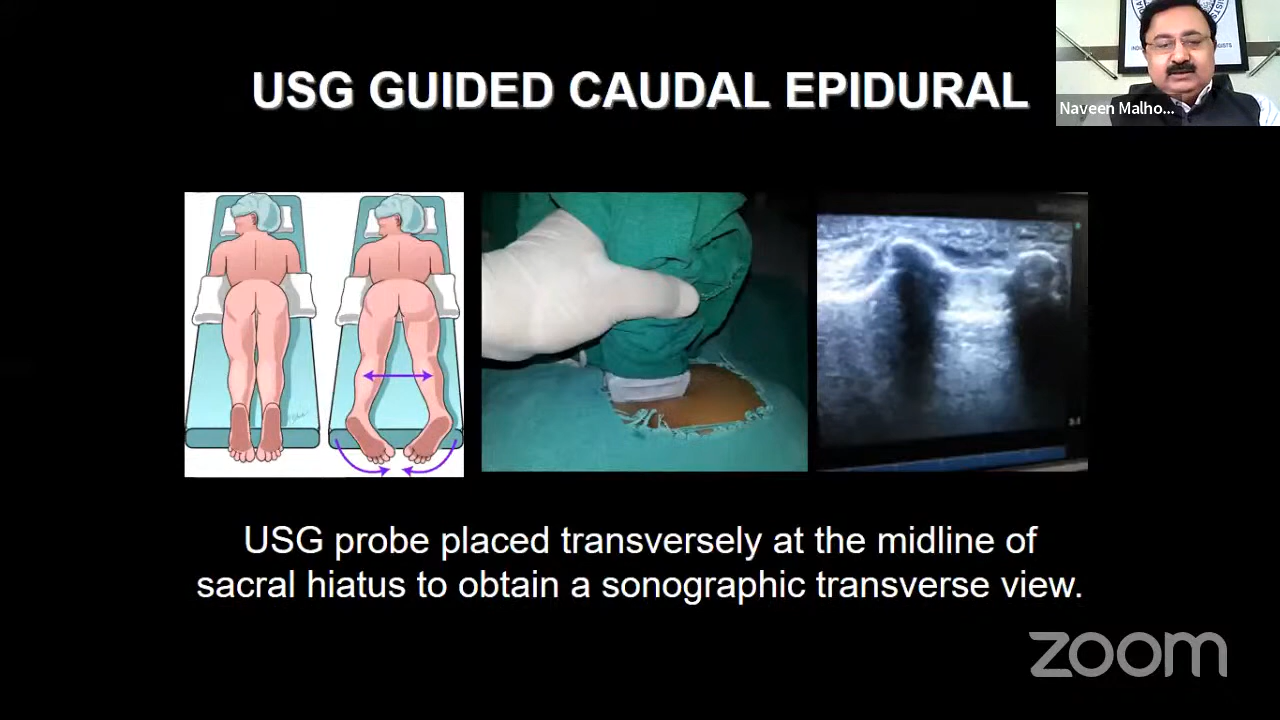 USG GUIDED CAUDAL EPIDURAL
Naveen Malho...
USG probe placed transversely at the midline of
sacral hiatus to obtain a sonographic transverse view.
zoom